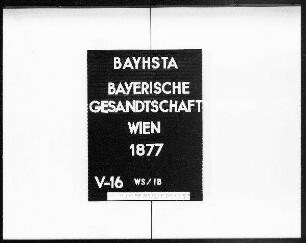 BAYHSTA
BAYERISCHE
GESANDTSCHAFT
WIEN
1877
V-16 WS/IB